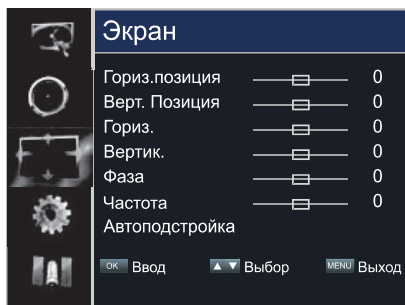 Экран
Гориз.позиция 0
Верт. Позиция 0
Гориз. 0
Вертик. 0
Фаза 0
Частота 0
Автоподстройка
OK Ввод ▲ ▼ Выбор MENU Выход